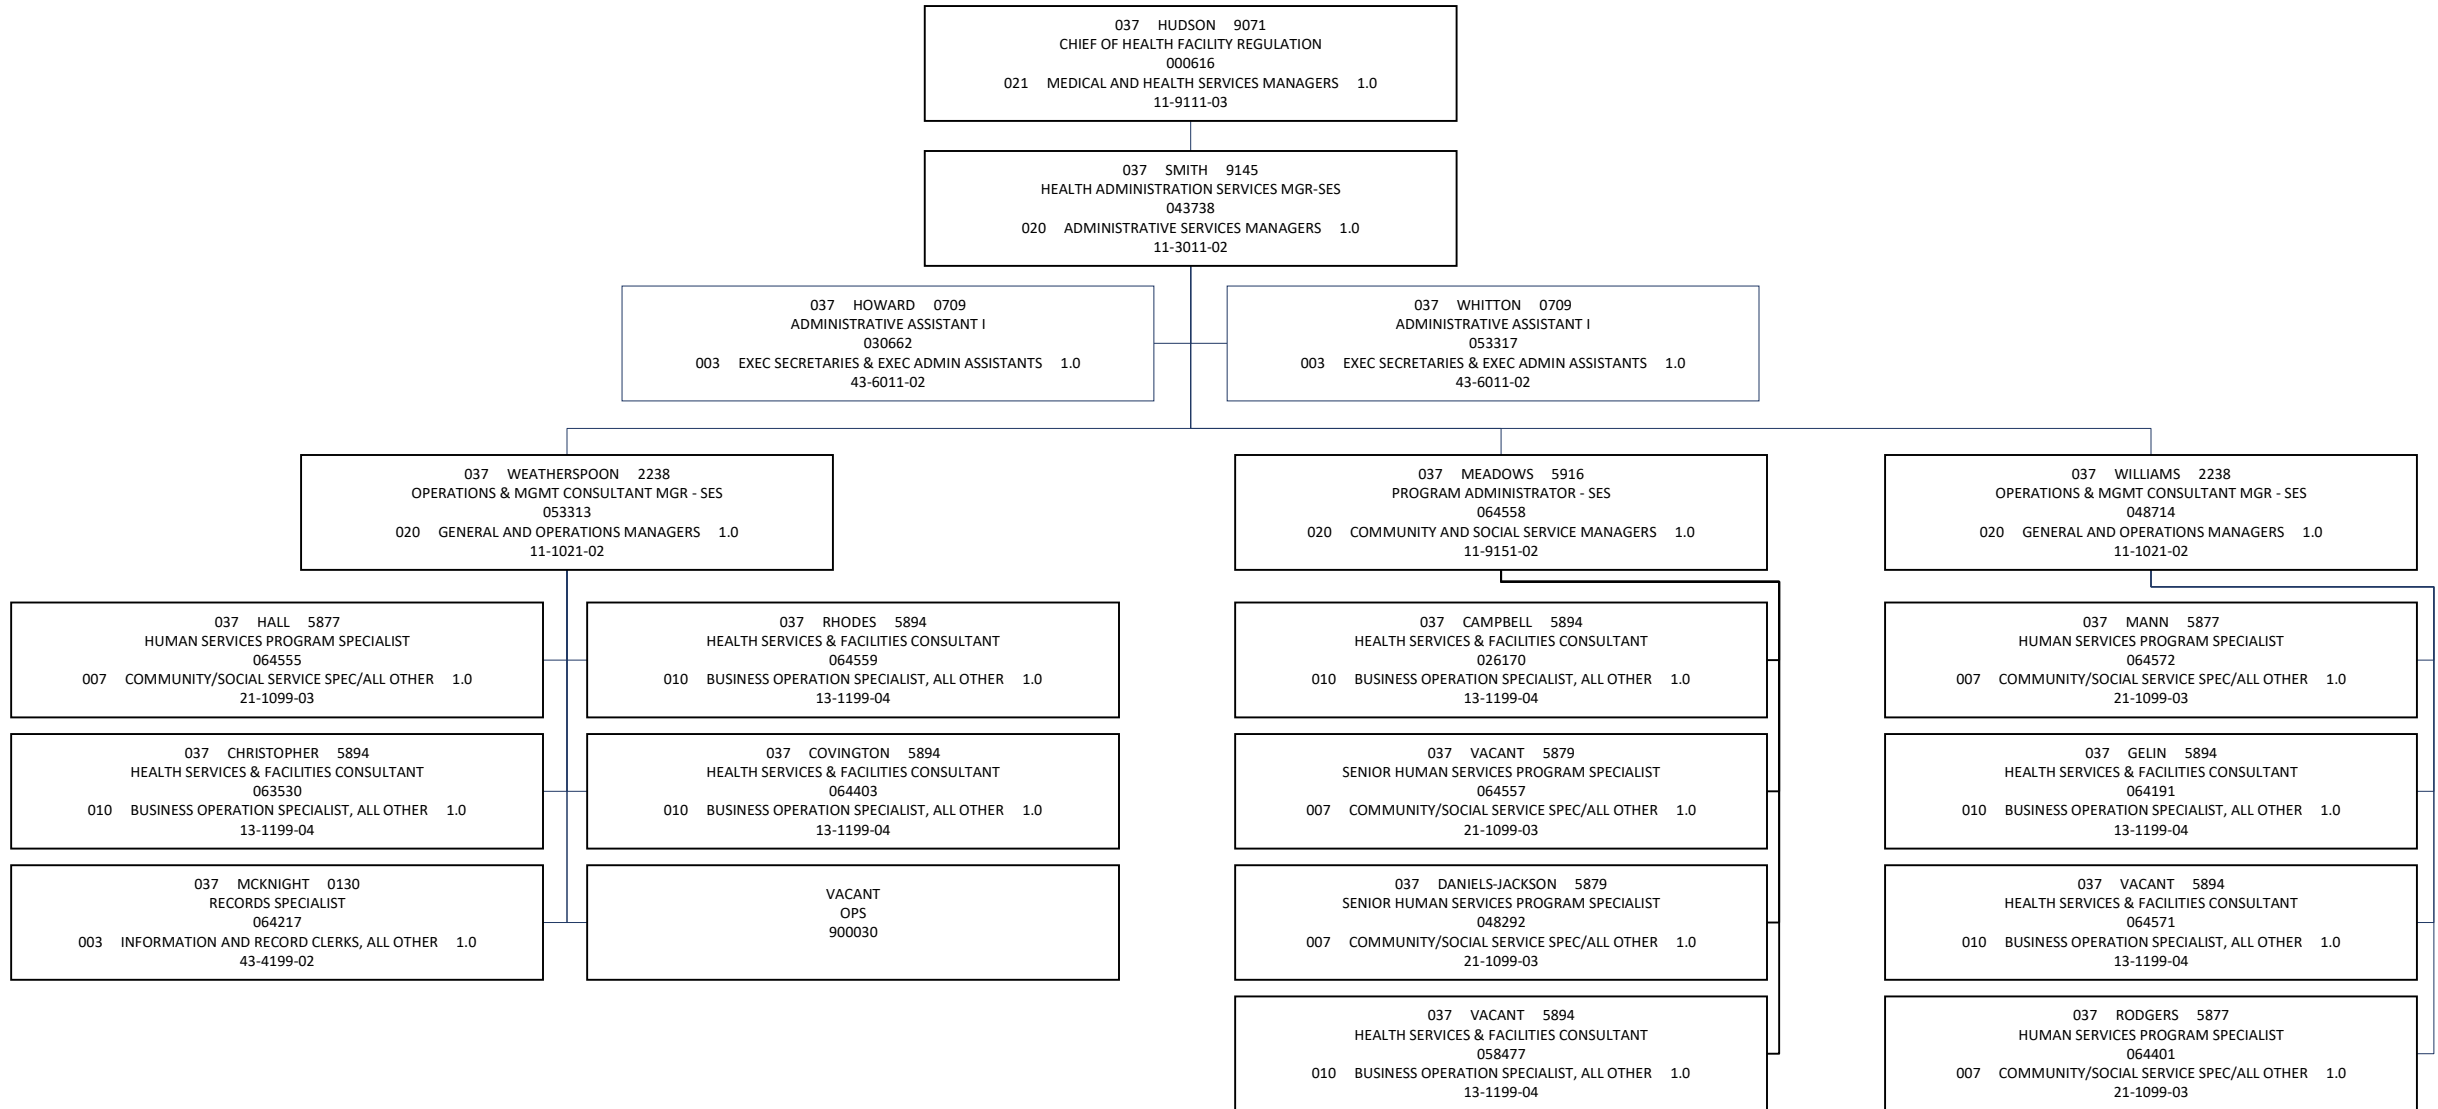 037 HUDSON 9071
CHIEF OF HEALTH FACILITY REGULATION
000616
021 MEDICAL AND HEALTH SERVICES MANAGERS 1.0
11-9111-03
037 SMITH 9145
HEALTH ADMINISTRATION SERVICES MGR-SES
043738
020 ADMINISTRATIVE SERVICES MANAGERS 1.0
11-3011-02
037 HOWARD 0709
ADMINISTRATIVE ASSISTANT I
030662
003 EXEC SECRETARIES & EXEC ADMIN ASSISTANTS 1.0
43-6011-02
037 WHITTON 0709
ADMINISTRATIVE ASSISTANT I
053317
003 EXEC SECRETARIES & EXEC ADMIN ASSISTANTS 1.0
43-6011-02
037 WEATHERSPOON 2238
OPERATIONS & MGMT CONSULTANT MGR - SES
053313
020 GENERAL AND OPERATIONS MANAGERS 1.0
11-1021-02
037 MEADOWS 5916
PROGRAM ADMINISTRATOR - SES
064558
020 COMMUNITY AND SOCIAL SERVICE MANAGERS 1.0
11-9151-02
037 WILLIAMS 2238
OPERATIONS & MGMT CONSULTANT MGR - SES
048714
020 GENERAL AND OPERATIONS MANAGERS 1.0
11-1021-02
037 HALL 5877
HUMAN SERVICES PROGRAM SPECIALIST
064555
007 COMMUNITY/SOCIAL SERVICE SPEC/ALL OTHER 1.0
21-1099-03
037 RHODES 5894
HEALTH SERVICES & FACILITIES CONSULTANT
064559
010 BUSINESS OPERATION SPECIALIST, ALL OTHER 1.0
13-1199-04
037 CAMPBELL 5894
HEALTH SERVICES & FACILITIES CONSULTANT
026170
010 BUSINESS OPERATION SPECIALIST, ALL OTHER 1.0
13-1199-04
037 MANN 5877
HUMAN SERVICES PROGRAM SPECIALIST
064572
007 COMMUNITY/SOCIAL SERVICE SPEC/ALL OTHER 1.0
21-1099-03
037 CHRISTOPHER 5894
HEALTH SERVICES & FACILITIES CONSULTANT
063530
010 BUSINESS OPERATION SPECIALIST, ALL OTHER 1.0
13-1199-04
037 COVINGTON 5894
HEALTH SERVICES & FACILITIES CONSULTANT
064403
010 BUSINESS OPERATION SPECIALIST, ALL OTHER 1.0
13-1199-04
037 VACANT 5879
SENIOR HUMAN SERVICES PROGRAM SPECIALIST
064557
007 COMMUNITY/SOCIAL SERVICE SPEC/ALL OTHER 1.0
21-1099-03
037 GELIN 5894
HEALTH SERVICES & FACILITIES CONSULTANT
064191
010 BUSINESS OPERATION SPECIALIST, ALL OTHER 1.0
13-1199-04
037 MCKNIGHT 0130
RECORDS SPECIALIST
064217
003 INFORMATION AND RECORD CLERKS, ALL OTHER 1.0
43-4199-02
VACANT
OPS
900030
037 DANIELS-JACKSON 5879
SENIOR HUMAN SERVICES PROGRAM SPECIALIST
048292
007 COMMUNITY/SOCIAL SERVICE SPEC/ALL OTHER 1.0
21-1099-03
037 VACANT 5894
HEALTH SERVICES & FACILITIES CONSULTANT
064571
010 BUSINESS OPERATION SPECIALIST, ALL OTHER 1.0
13-1199-04
037 VACANT 5894
HEALTH SERVICES & FACILITIES CONSULTANT
058477
010 BUSINESS OPERATION SPECIALIST, ALL OTHER 1.0
13-1199-04
037 RODGERS 5877
HUMAN SERVICES PROGRAM SPECIALIST
064401
007 COMMUNITY/SOCIAL SERVICE SPEC/ALL OTHER 1.0
21-1099-03